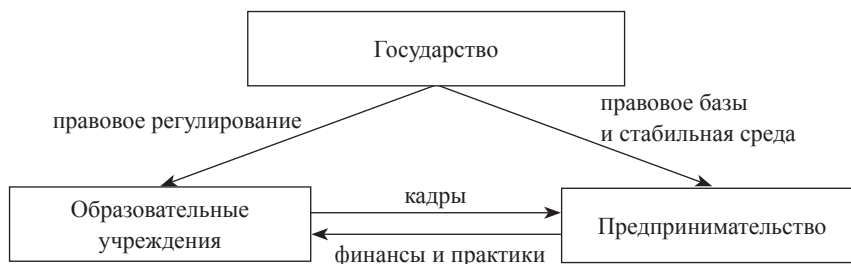 Государство
правовое регулирование
правовое базы
и стабильная среда
Образовательные
учреждения
кадры
финансы и практики
Предпринимательство